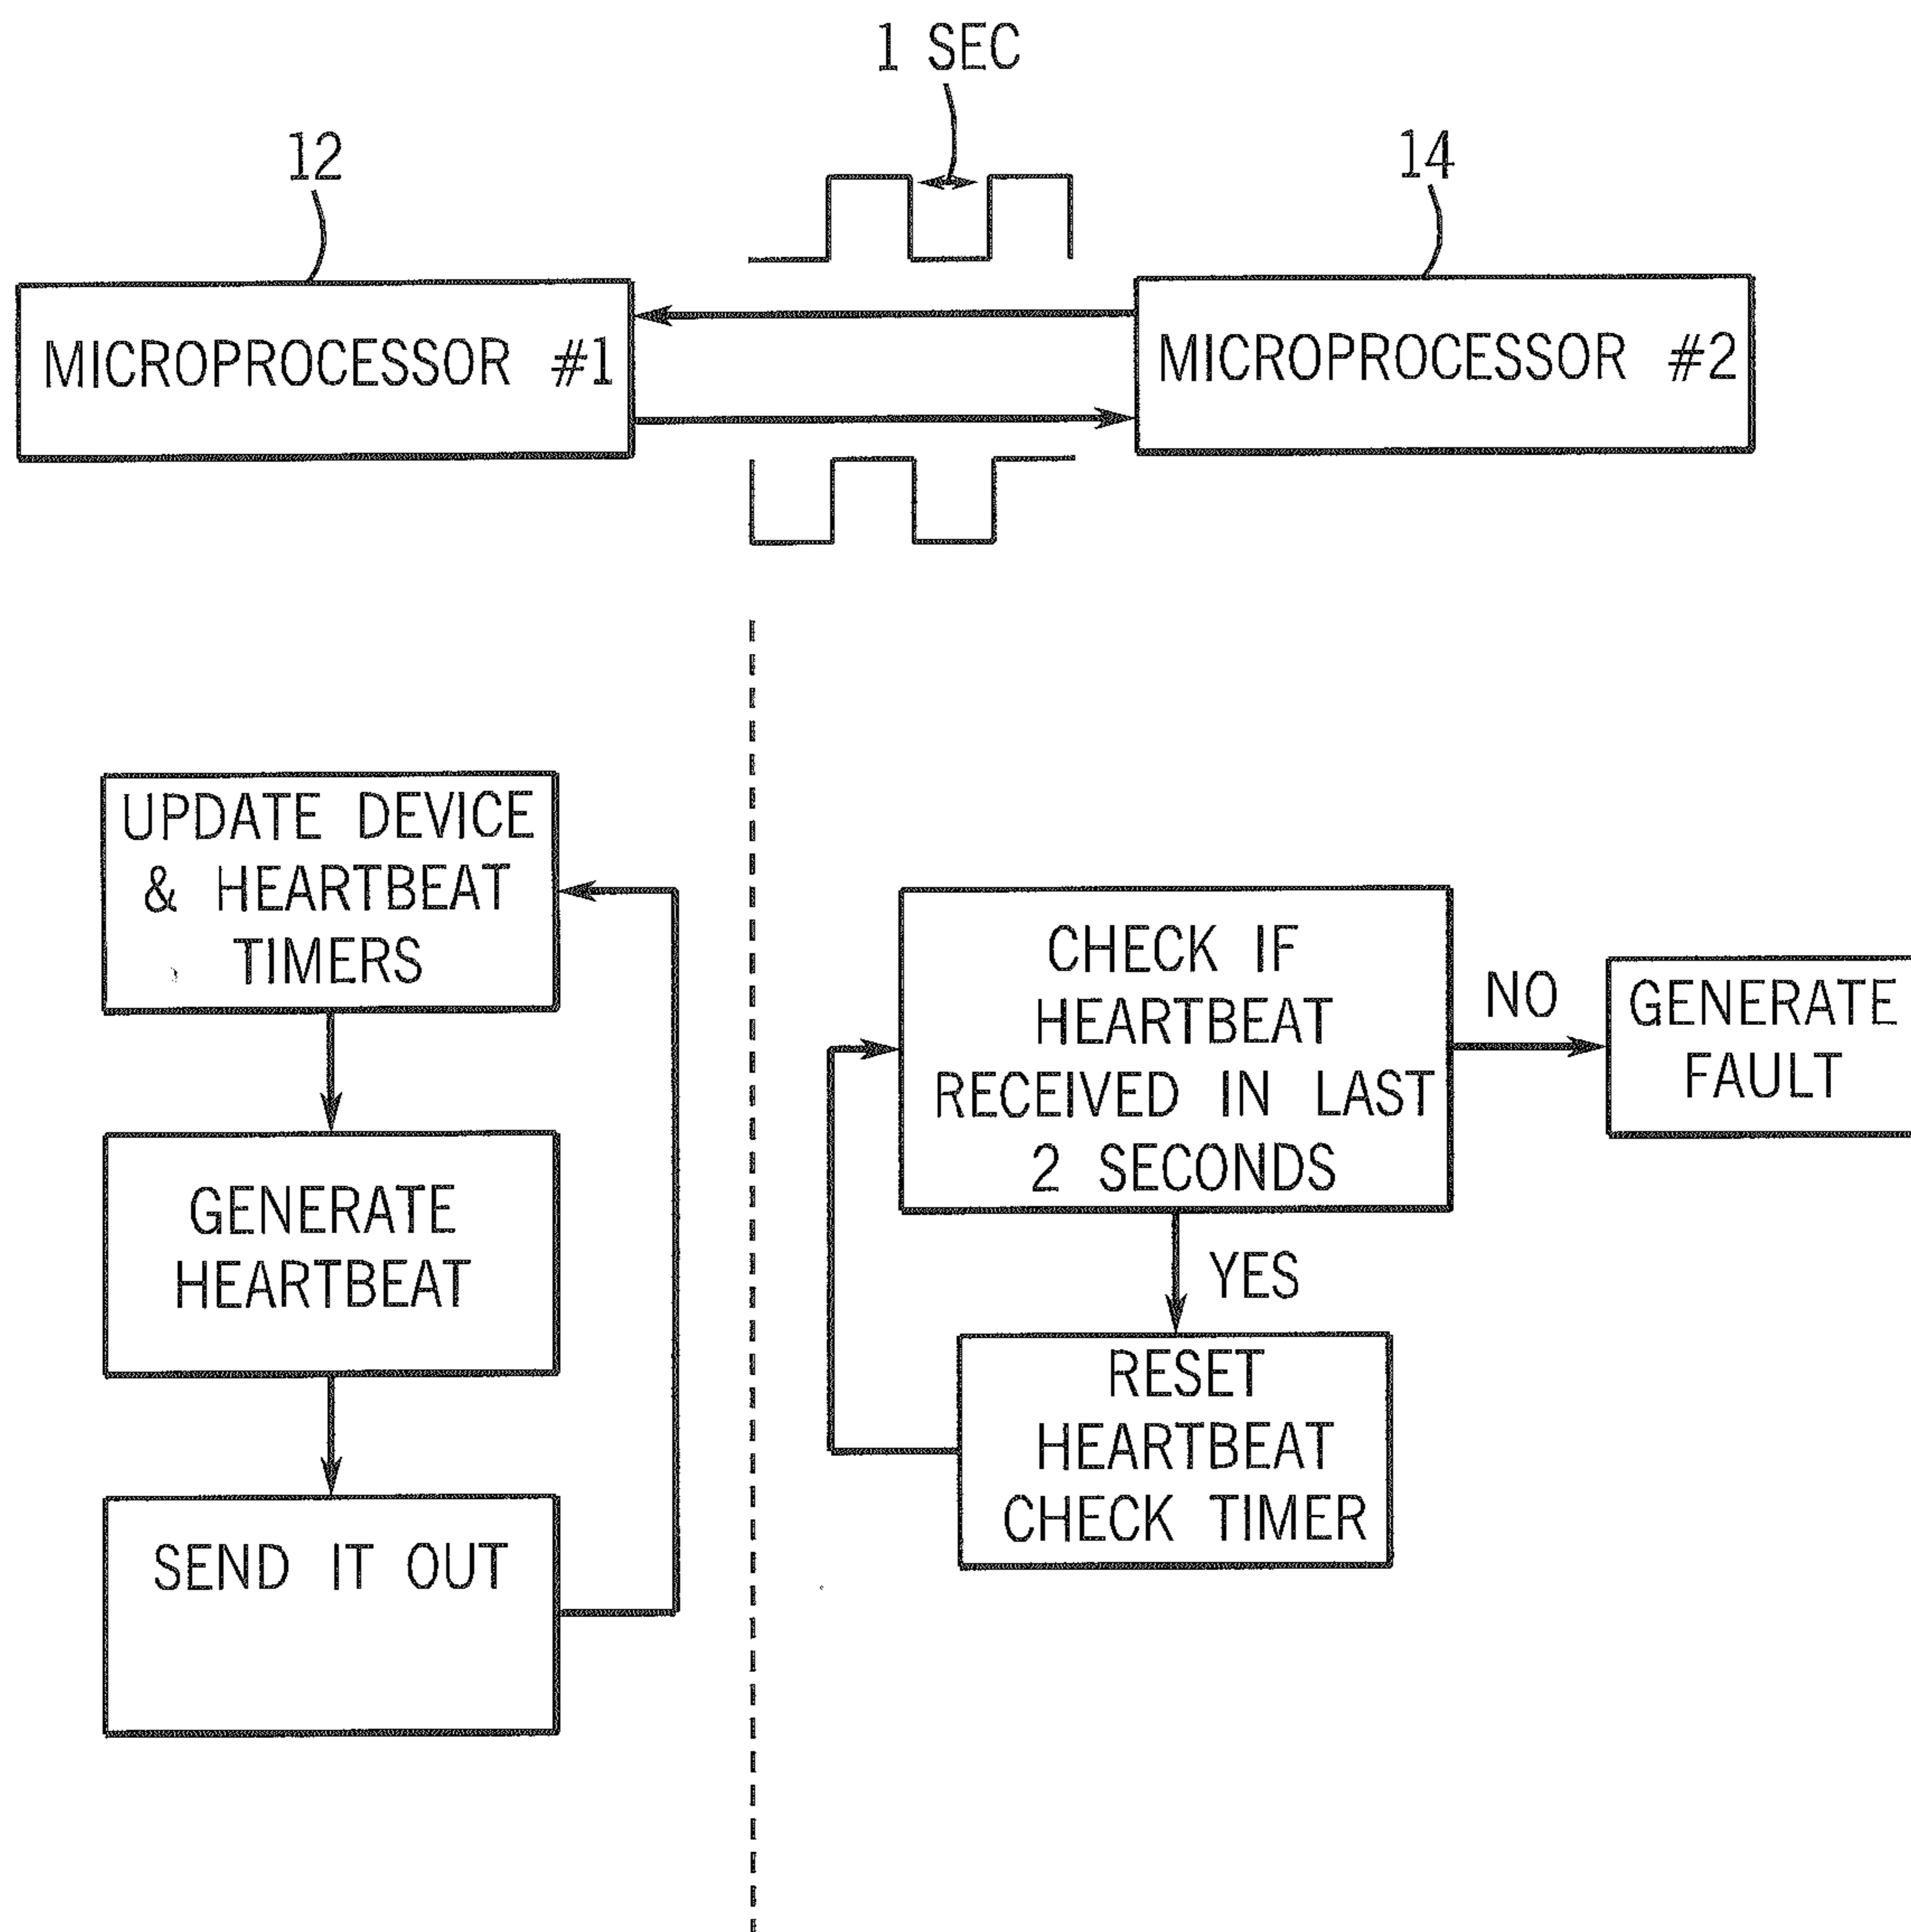 1 SEC
12
14
MICROPROCESSOR #1
MICROPROCESSOR #2
UPDATE DEVICE
& HEARTBEAT
TIMERS
GENERATE
HEARTBEAT
SEND IT OUT
CHECK IF
HEARTBEAT
RECEIVED IN LAST
2 SECONDS
NO
GENERATE
FAULT
YES
RESET
HEARTBEAT
CHECK TIMER